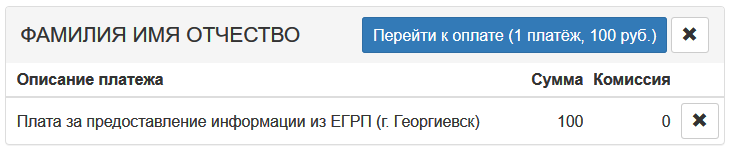 ФАМИЛИЯ ИМЯ ОТЧЕСТВО Перейти к оплате (1 платёж, 100 руб.) ✖
Описание платежа Сумма Комиссия
Плата за предоставление информации из ЕГРП (г. Георгиевск) 100 0 ✖